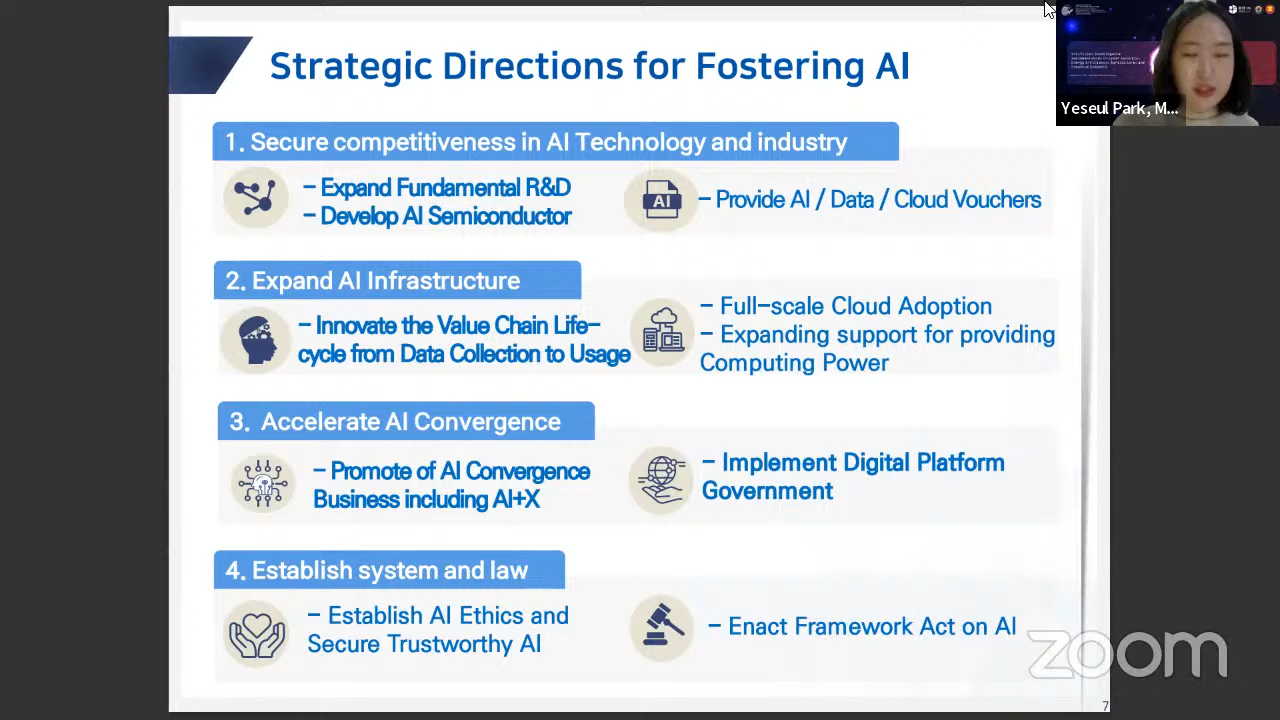 Strategic Directions for Fostering AI
1. Secure competitiveness in AI Technology and industry
- Expand Fundamental R&D
- Develop AI Semiconductor
AI
- Provide AI / Data / Cloud Vouchers
2. Expand AI Infrastructure
- Innovate the Value Chain Life-
cycle from Data Collection to Usage
- Full-scale Cloud Adoption
- Expanding support for providing
Computing Power
3. Accelerate AI Convergence
- Promote of AI Convergence
Business including AI+X
- Implement Digital Platform
Government
4. Establish system and law
- Establish AI Ethics and
Secure Trustworthy AI
- Enact Framework Act on AI
7
Yeseul Park, M...
zoom